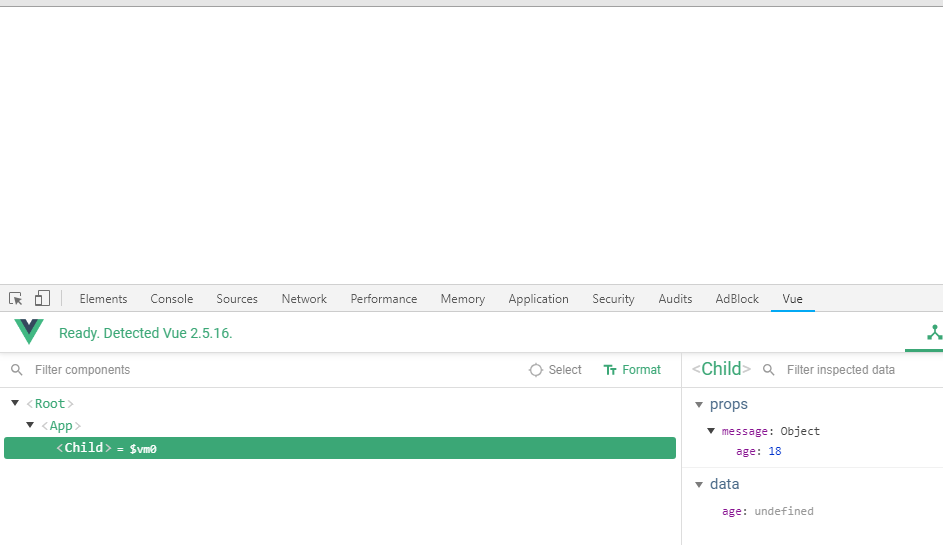 Elements Console Sources Network Performance Memory Application Security Audits AdBlock Vue
Ready. Detected Vue 2.5.16.
Filter components Select Format
<Root>
<App>
<Child> = $vm0
<Child> Filter inspected data
props
message: Object
age: 18
data
age: undefined